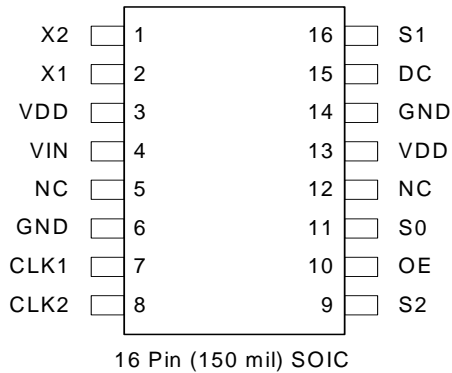 X2 1 16 S1
X1 2 15 DC
VDD 3 14 GND
VIN 4 13 VDD
NC 5 12 NC
GND 6 11 S0
CLK1 7 10 OE
CLK2 8 9 S2
16 Pin (150 mil) SOIC